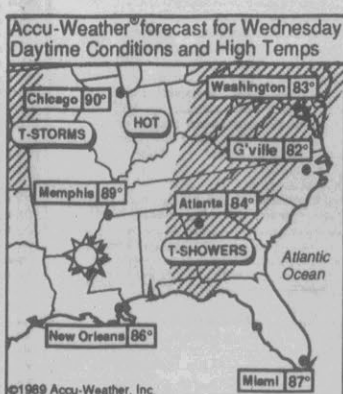 Accu-Weather® forecast for Wednesday
Daytime Conditions and High Temps
Washington 83°
Chicago 90°
T-STORMS
HOT
G'ville 82°
Memphis 89°
Atlanta 84°
T-SHOWERS
Atlantic
Ocean
New Orleans 86°
Miami 87°
©1989 Accu-Weather, Inc.